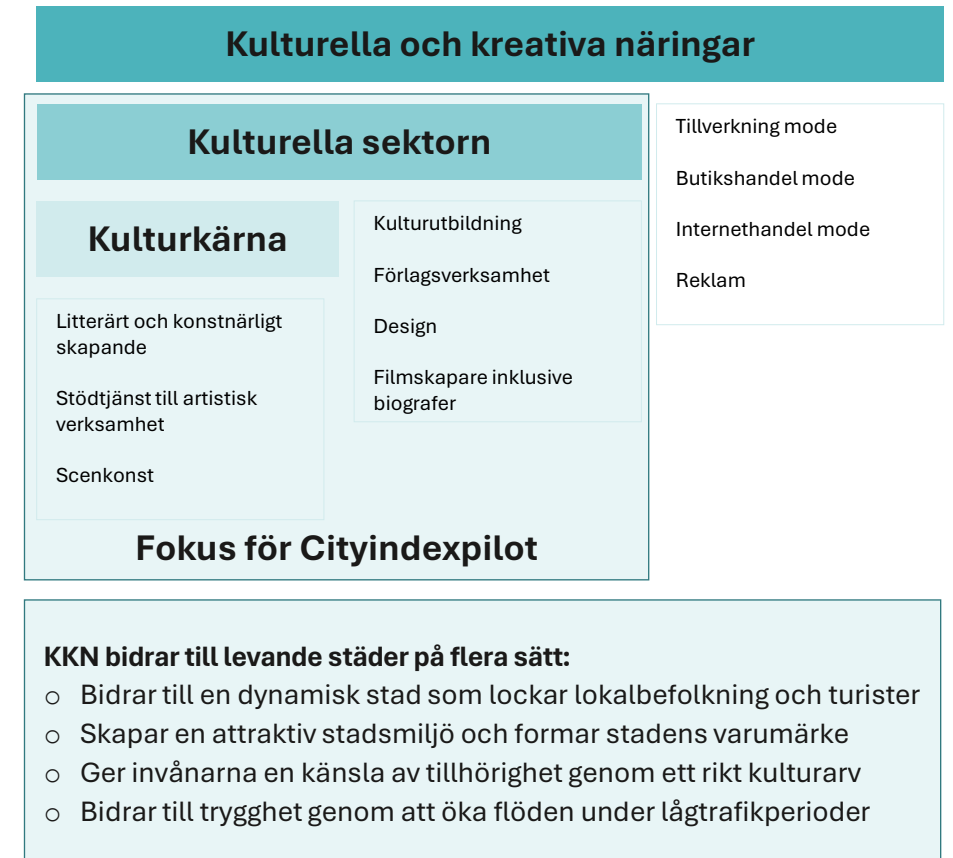 Kulturella och kreativa näringar
Kulturella sektorn
Kulturkärna
Litterärt och konstnärligt
skapande
Stödtjänst till artistisk
verksamhet
Scenkonst
Kulturutbildning
Förlagsverksamhet
Design
Filmskapare inklusive
biografer
Tillverkning mode
Butikshandel mode
Internethandel mode
Reklam
Fokus för Cityindexpilot
KKN bidrar till levande städer på flera sätt:
o Bidrar till en dynamisk stad som lockar lokalbefolkning och turister
o Skapar en attraktiv stadsmiljö och formar stadens varumärke
o Ger invånarna en känsla av tillhörighet genom ett rikt kulturarv
o Bidrar till trygghet genom att öka flöden under lågtrafikperioder